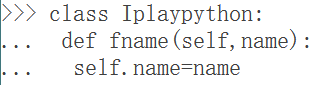 >>> class Iplaypython:
...  def fname(self,name):
...   self.name=name